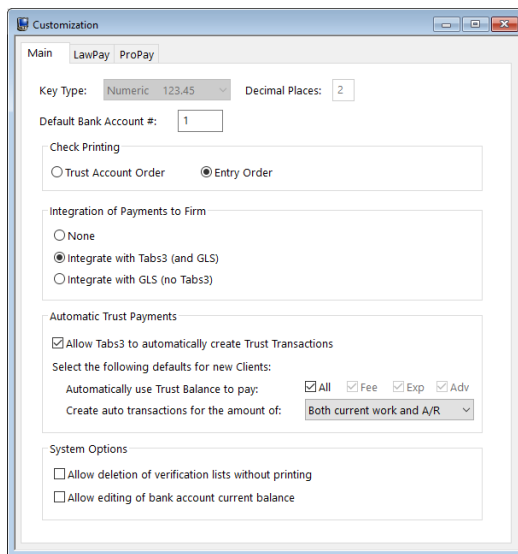 Customization
Main LawPay ProPay
Key Type: Numeric 123.45 Decimal Places: 2
Default Bank Account #: 1
Check Printing
Trust Account Order Entry Order
Integration of Payments to Firm
None
Integrate with Tabs3 (and GLS)
Integrate with GLS (no Tabs3)
Automatic Trust Payments
Allow Tabs3 to automatically create Trust Transactions
Select the following defaults for new Clients:
Automatically use Trust Balance to pay: All Fee Exp Adv
Create auto transactions for the amount of: Both current work and A/R
System Options
Allow deletion of verification lists without printing
Allow editing of bank account current balance